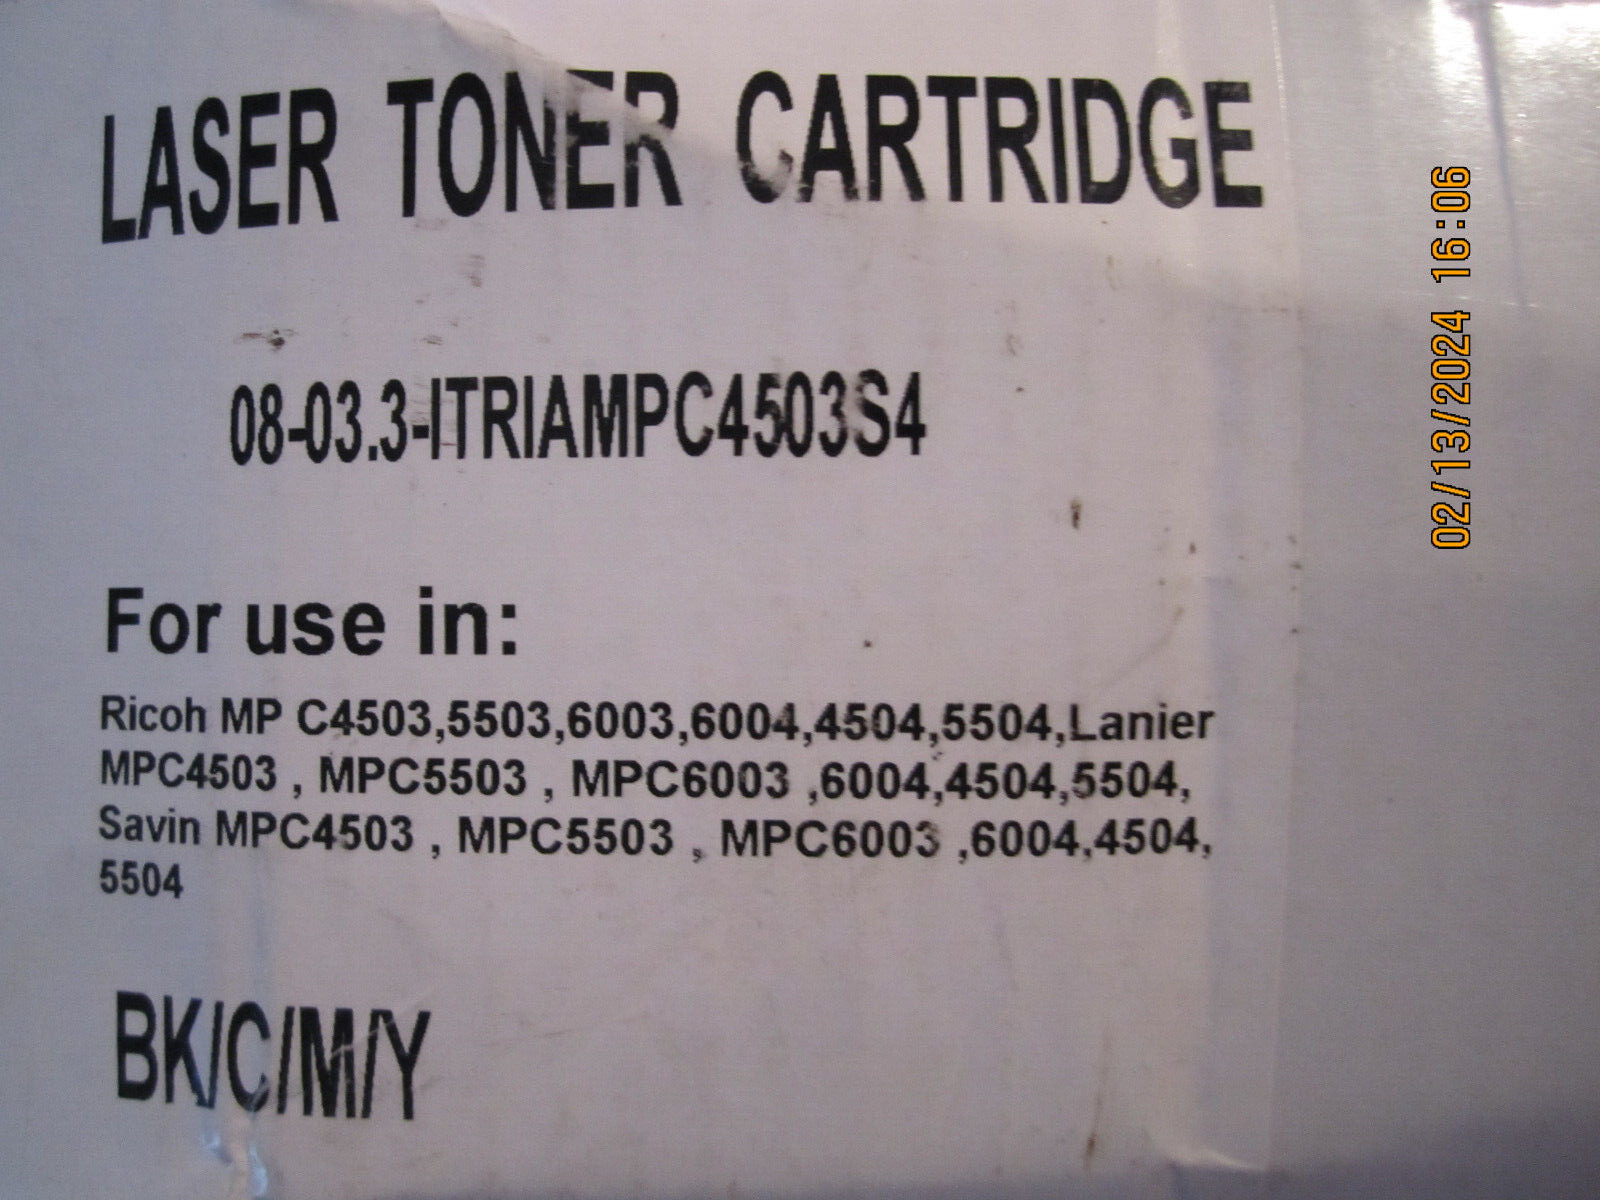 LASER TONER CARTRIDGE
08-03.3-ITRIAMPC4503S4
For use in:
Ricoh MP C4503,5503,6003,6004,4504,5504,Lanier
MPC4503 , MPC5503 , MPC6003 ,6004,4504,5504,
Savin MPC4503 , MPC5503 , MPC6003 ,6004,4504,
5504
BK/C/M/Y
02/13/2024 16:06